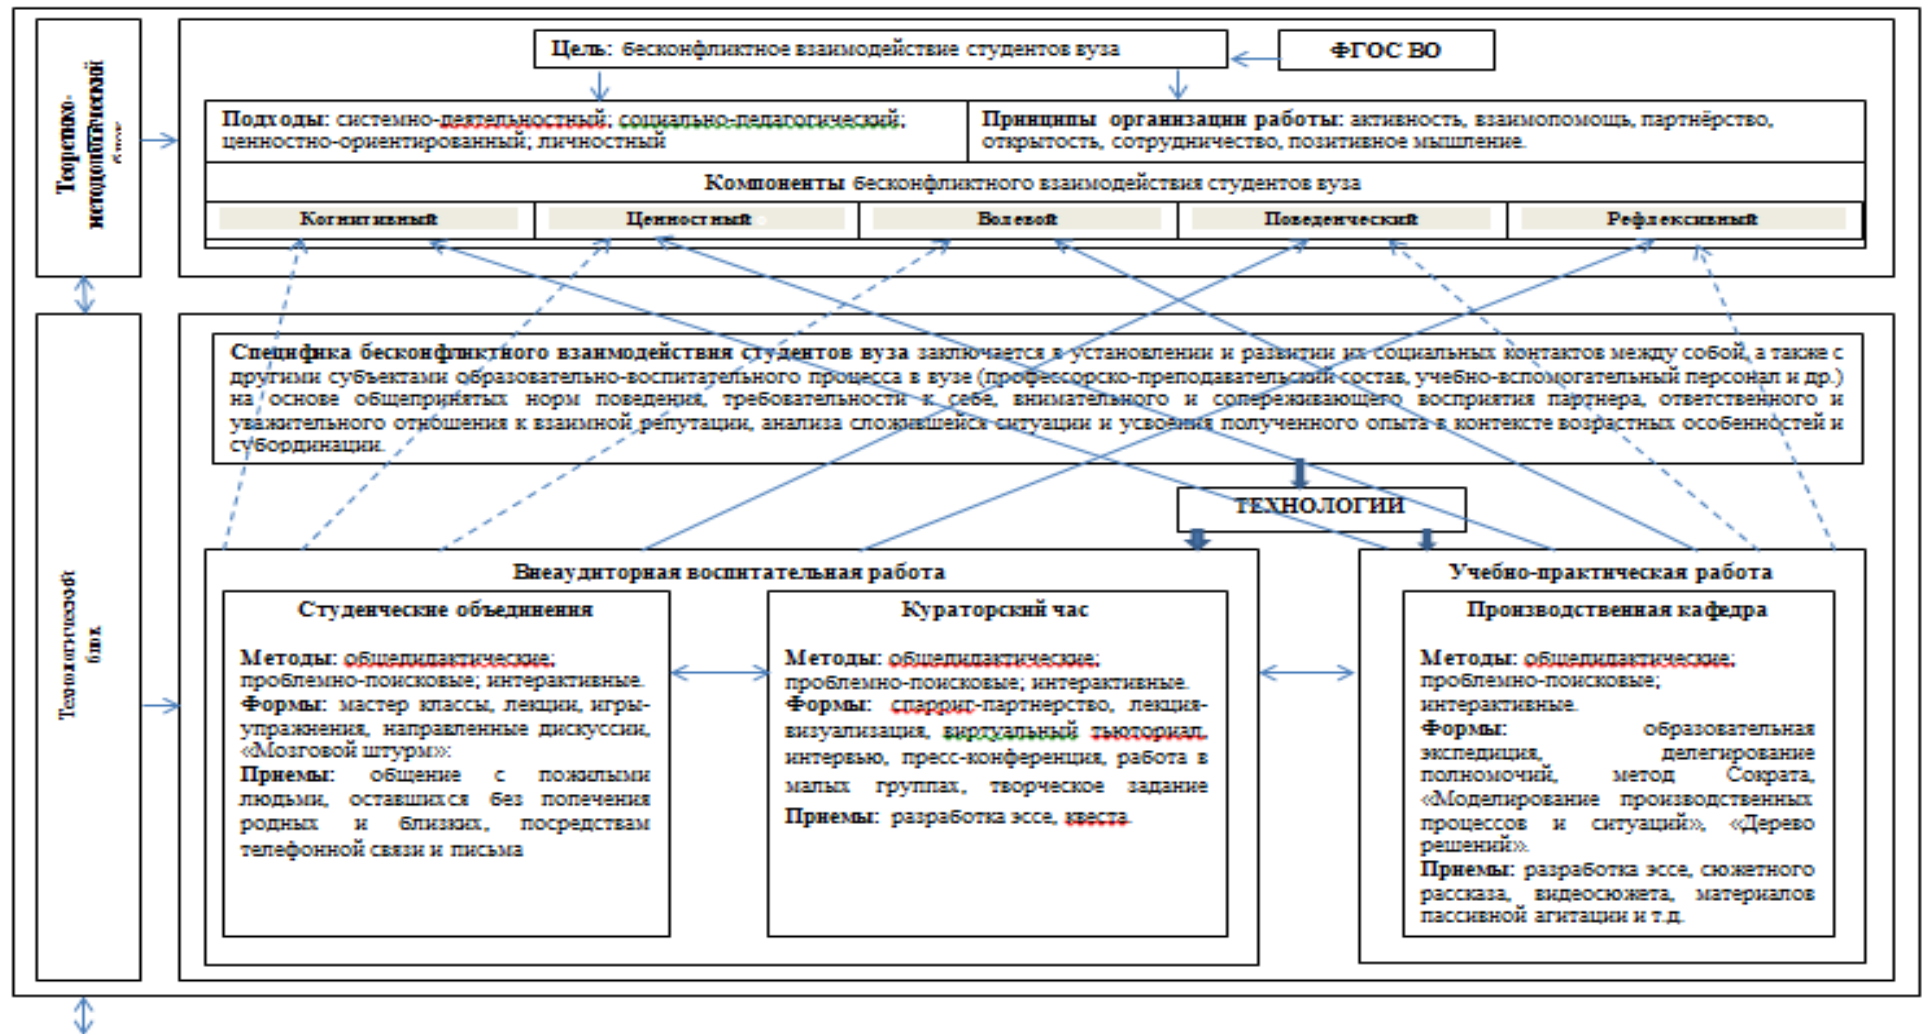 Теоретико-
методологический
блок
Цель: бесконфликтное взаимодействие студентов вуза
ФГОС ВО
Подходы: системно-деятельностный; социально-педагогический;
ценностно-ориентированный; личностный
Принципы организации работы: активность, взаимопомощь, партнёрство,
открытость, сотрудничество, позитивное мышление.
Компоненты бесконфликтного взаимодействия студентов вуза
Когнитивный
Ценностный
Волевой
Поведенческий
Рефлексивный
Технологический
блок
Специфика бесконфликтного взаимодействия студентов вуза заключается в установлении и развитии их социальных контактов между собой, а также с
другими субъектами образовательно-воспитательного процесса в вузе (профессорско-преподавательский состав, учебно-вспомогательный персонал и др.)
на основе общепринятых норм поведения, требовательности к себе, внимательного и сопереживающего восприятия партнера, ответственного и
уважительного отношения к взаимной репутации, анализа сложившейся ситуации и усвоения полученного опыта в контексте возрастных особенностей и
субординации.
ТЕХНОЛОГИИ
Внеаудиторная воспитательная работа
Студенческие объединения
Методы: общедидактические;
проблемно-поисковые; интерактивные.
Формы: мастер классы, лекции, игры-
упражнения, направленные дискуссии,
«Мозговой штурм»:
Приемы: общение с пожилыми
людьми, оставшихся без попечения
родных и близких, посредствам
телефонной связи и письма
Кураторский час
Методы: общедидактические;
проблемно-поисковые; интерактивные.
Формы: спарриг-партнерство, лекция-
визуализация, виртуальный тьюториал,
интервью, пресс-конференция, работа в
малых группах, творческое задание
Приемы: разработка эссе, квеста.
Учебно-практическая работа
Производственная кафедра
Методы: общедидактические;
проблемно-поисковые;
интерактивные.
Формы: образовательная
экспедиция, делегирование
полномочий, метод Сократа,
«Моделирование производственных
процессов и ситуаций», «Дерево
решений».
Приемы: разработка эссе, сюжетного
рассказа, видеосюжета, материалов
пассивной агитации и т.д.